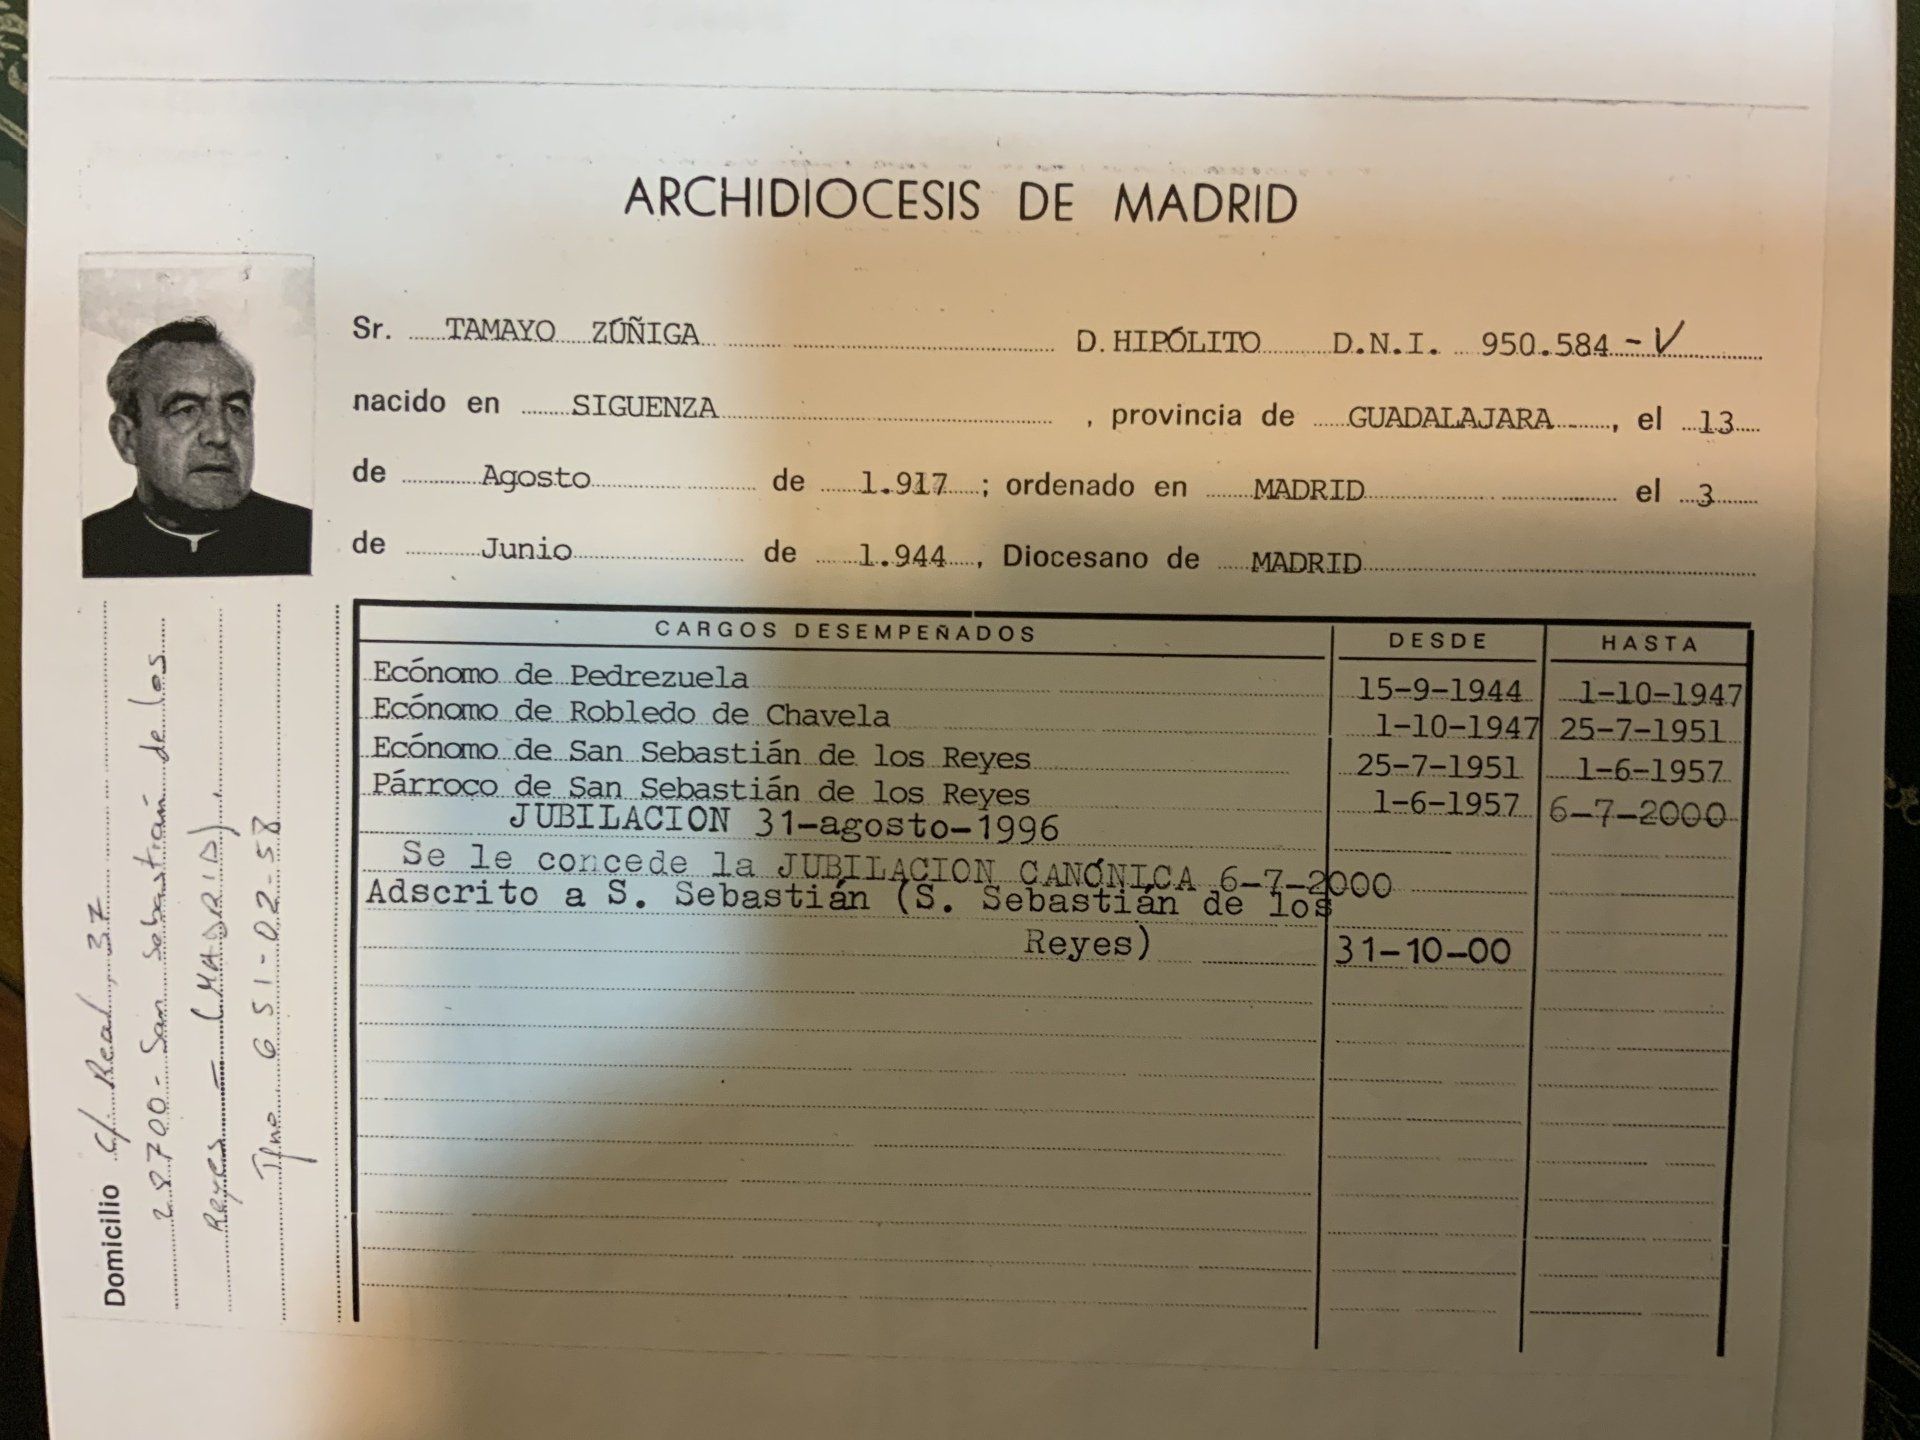 ARCHIDIOCESIS DE MADRID
Sr. TAMAYO ZÚÑIGA D. HIPÓLITO D.N.I. 950.584 - V
nacido en SIGUENZA , provincia de GUADALAJARA , el 13
de Agosto de 1.917 ; ordenado en MADRID el 3
de Junio de 1.944 , Diocesano de MADRID
CARGOS DESEMPEÑADOS DESDE HASTA
Ecónomo de Pedrezuela 15-9-1944 1-10-1947
Ecónomo de Robledo de Chavela 1-10-1947 25-7-1951
Ecónomo de San Sebastián de los Reyes 25-7-1951 1-6-1957
Párroco de San Sebastián de los Reyes 1-6-1957 6-7-2000
JUBILACION 31-agosto-1996
Se le concede la JUBILACION CANÓNICA 6-7-2000
Adscrito a S. Sebastián (S. Sebastián de los
Reyes) 31-10-00
Domicilio C/. Real, 37
28700 - San Sebastián de los
Reyes - (MADRID)
Tfno 651-02-58